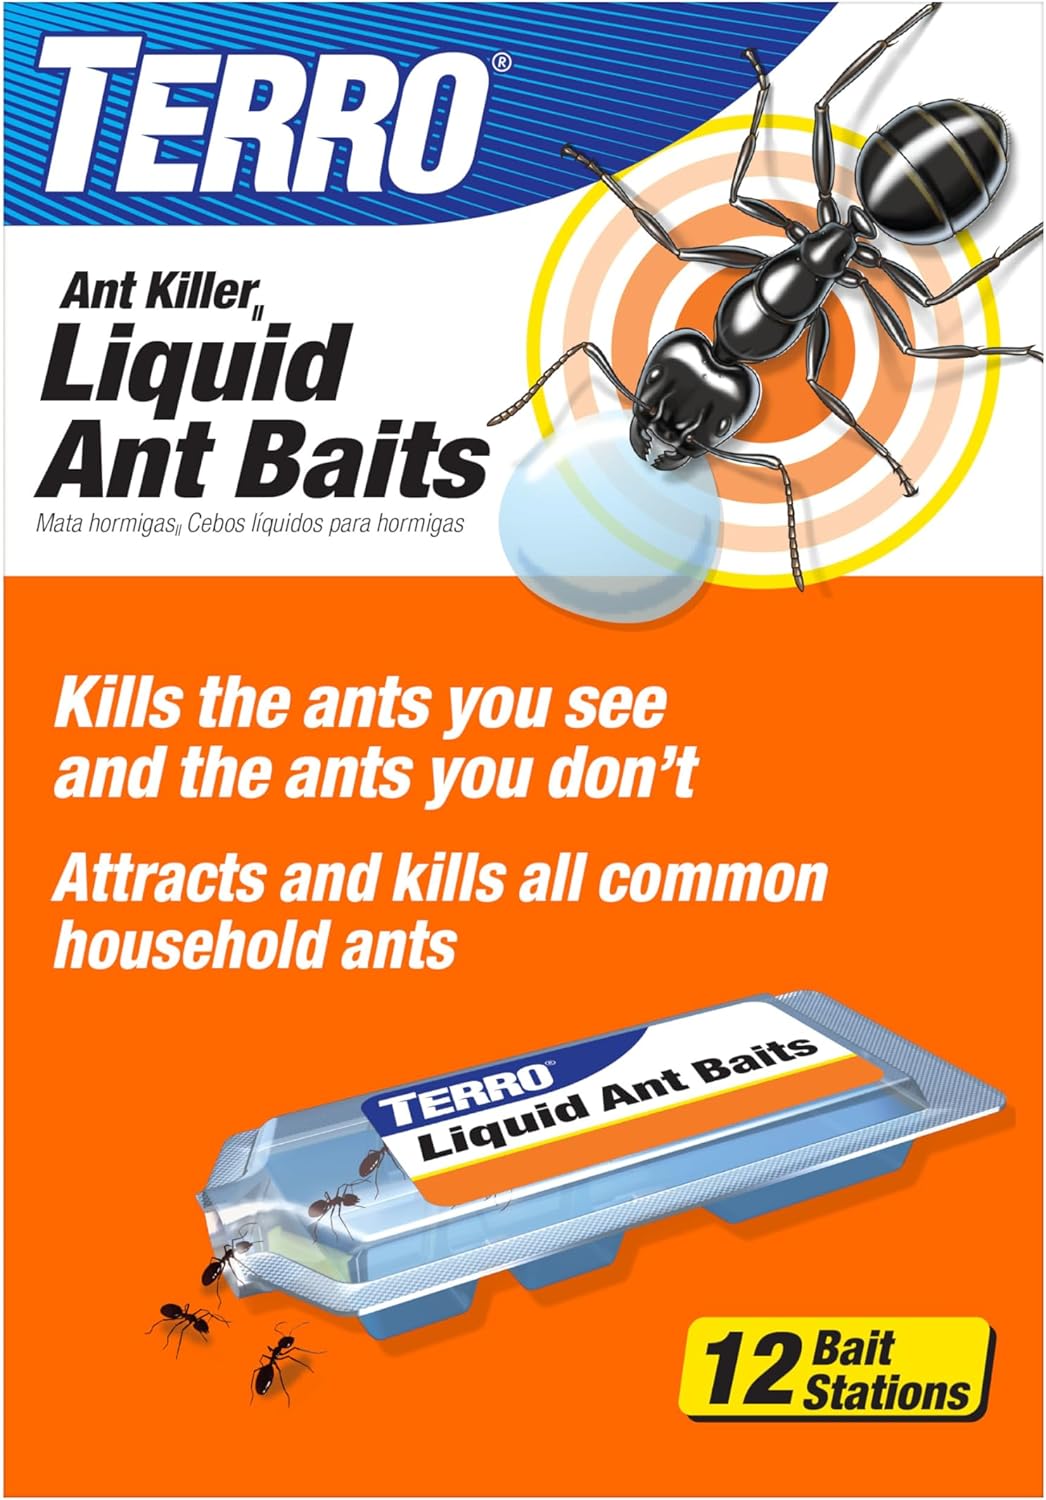 TERRO®
Ant Killer II
Liquid
Ant Baits
Mata hormigas II Cebos líquidos para hormigas
Kills the ants you see
and the ants you don't
Attracts and kills all common
household ants
TERRO®
Liquid Ant Baits
12 Bait
Stations